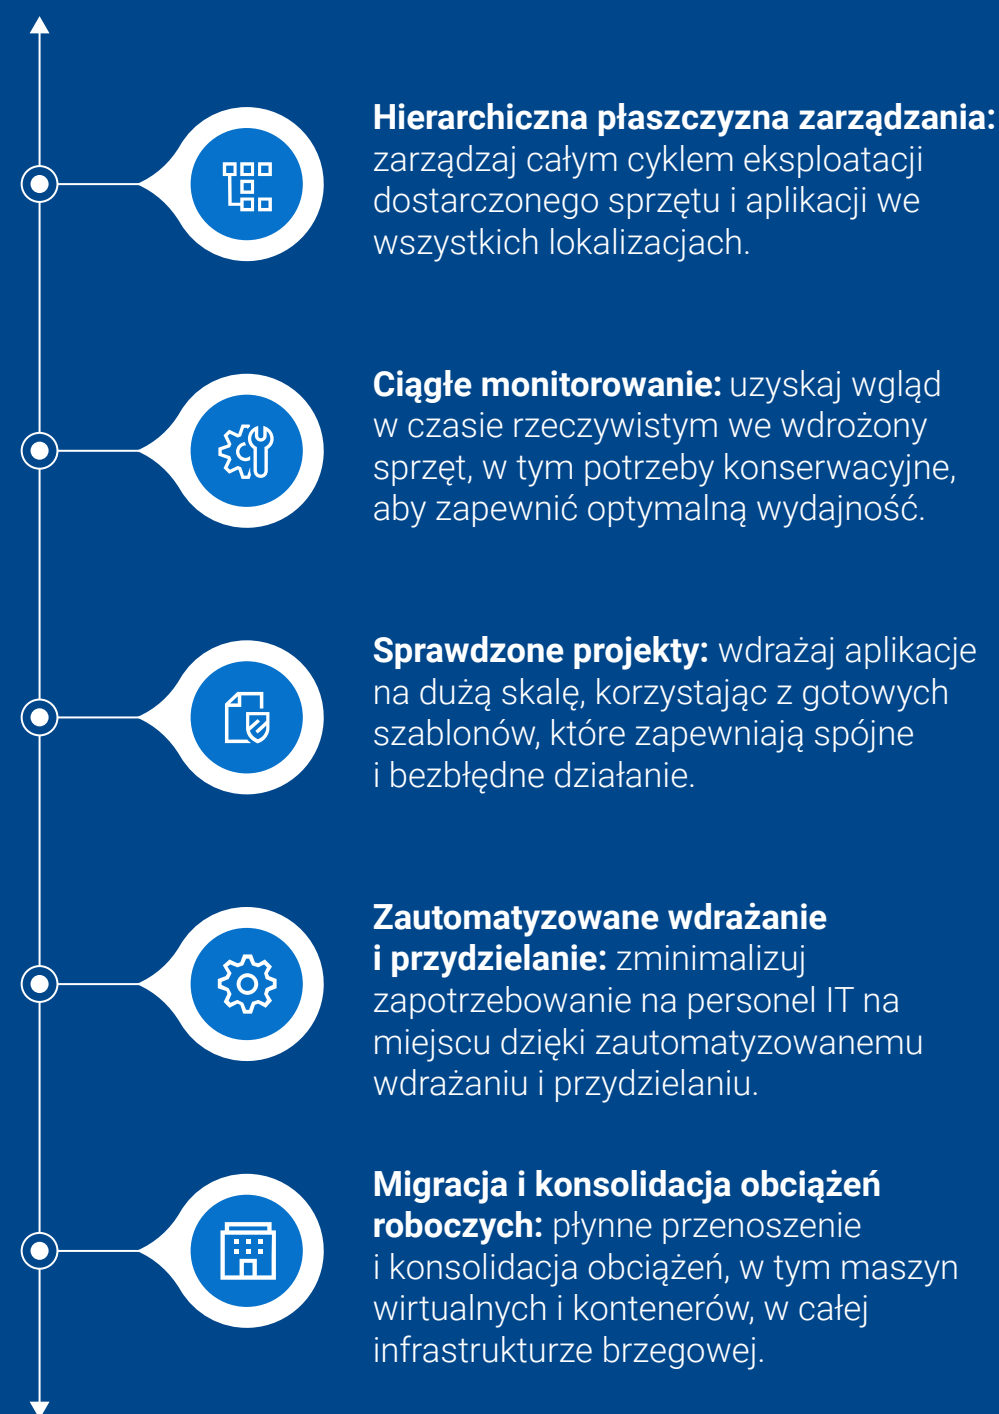 Hierarchiczna płaszczyzna zarządzania:
zarządzaj całym cyklem eksploatacji
dostarczonego sprzętu i aplikacji we
wszystkich lokalizacjach.
Ciągłe monitorowanie: uzyskaj wgląd
w czasie rzeczywistym we wdrożony
sprzęt, w tym potrzeby konserwacyjne,
aby zapewnić optymalną wydajność.
Sprawdzone projekty: wdrażaj aplikacje
na dużą skalę, korzystając z gotowych
szablonów, które zapewniają spójne
i bezbłędne działanie.
Zautomatyzowane wdrażanie
i przydzielanie: zminimalizuj
zapotrzebowanie na personel IT na
miejscu dzięki zautomatyzowanemu
wdrażaniu i przydzielaniu.
Migracja i konsolidacja obciążeń
roboczych: płynne przenoszenie
i konsolidacja obciążeń, w tym maszyn
wirtualnych i kontenerów, w całej
infrastrukturze brzegowej.